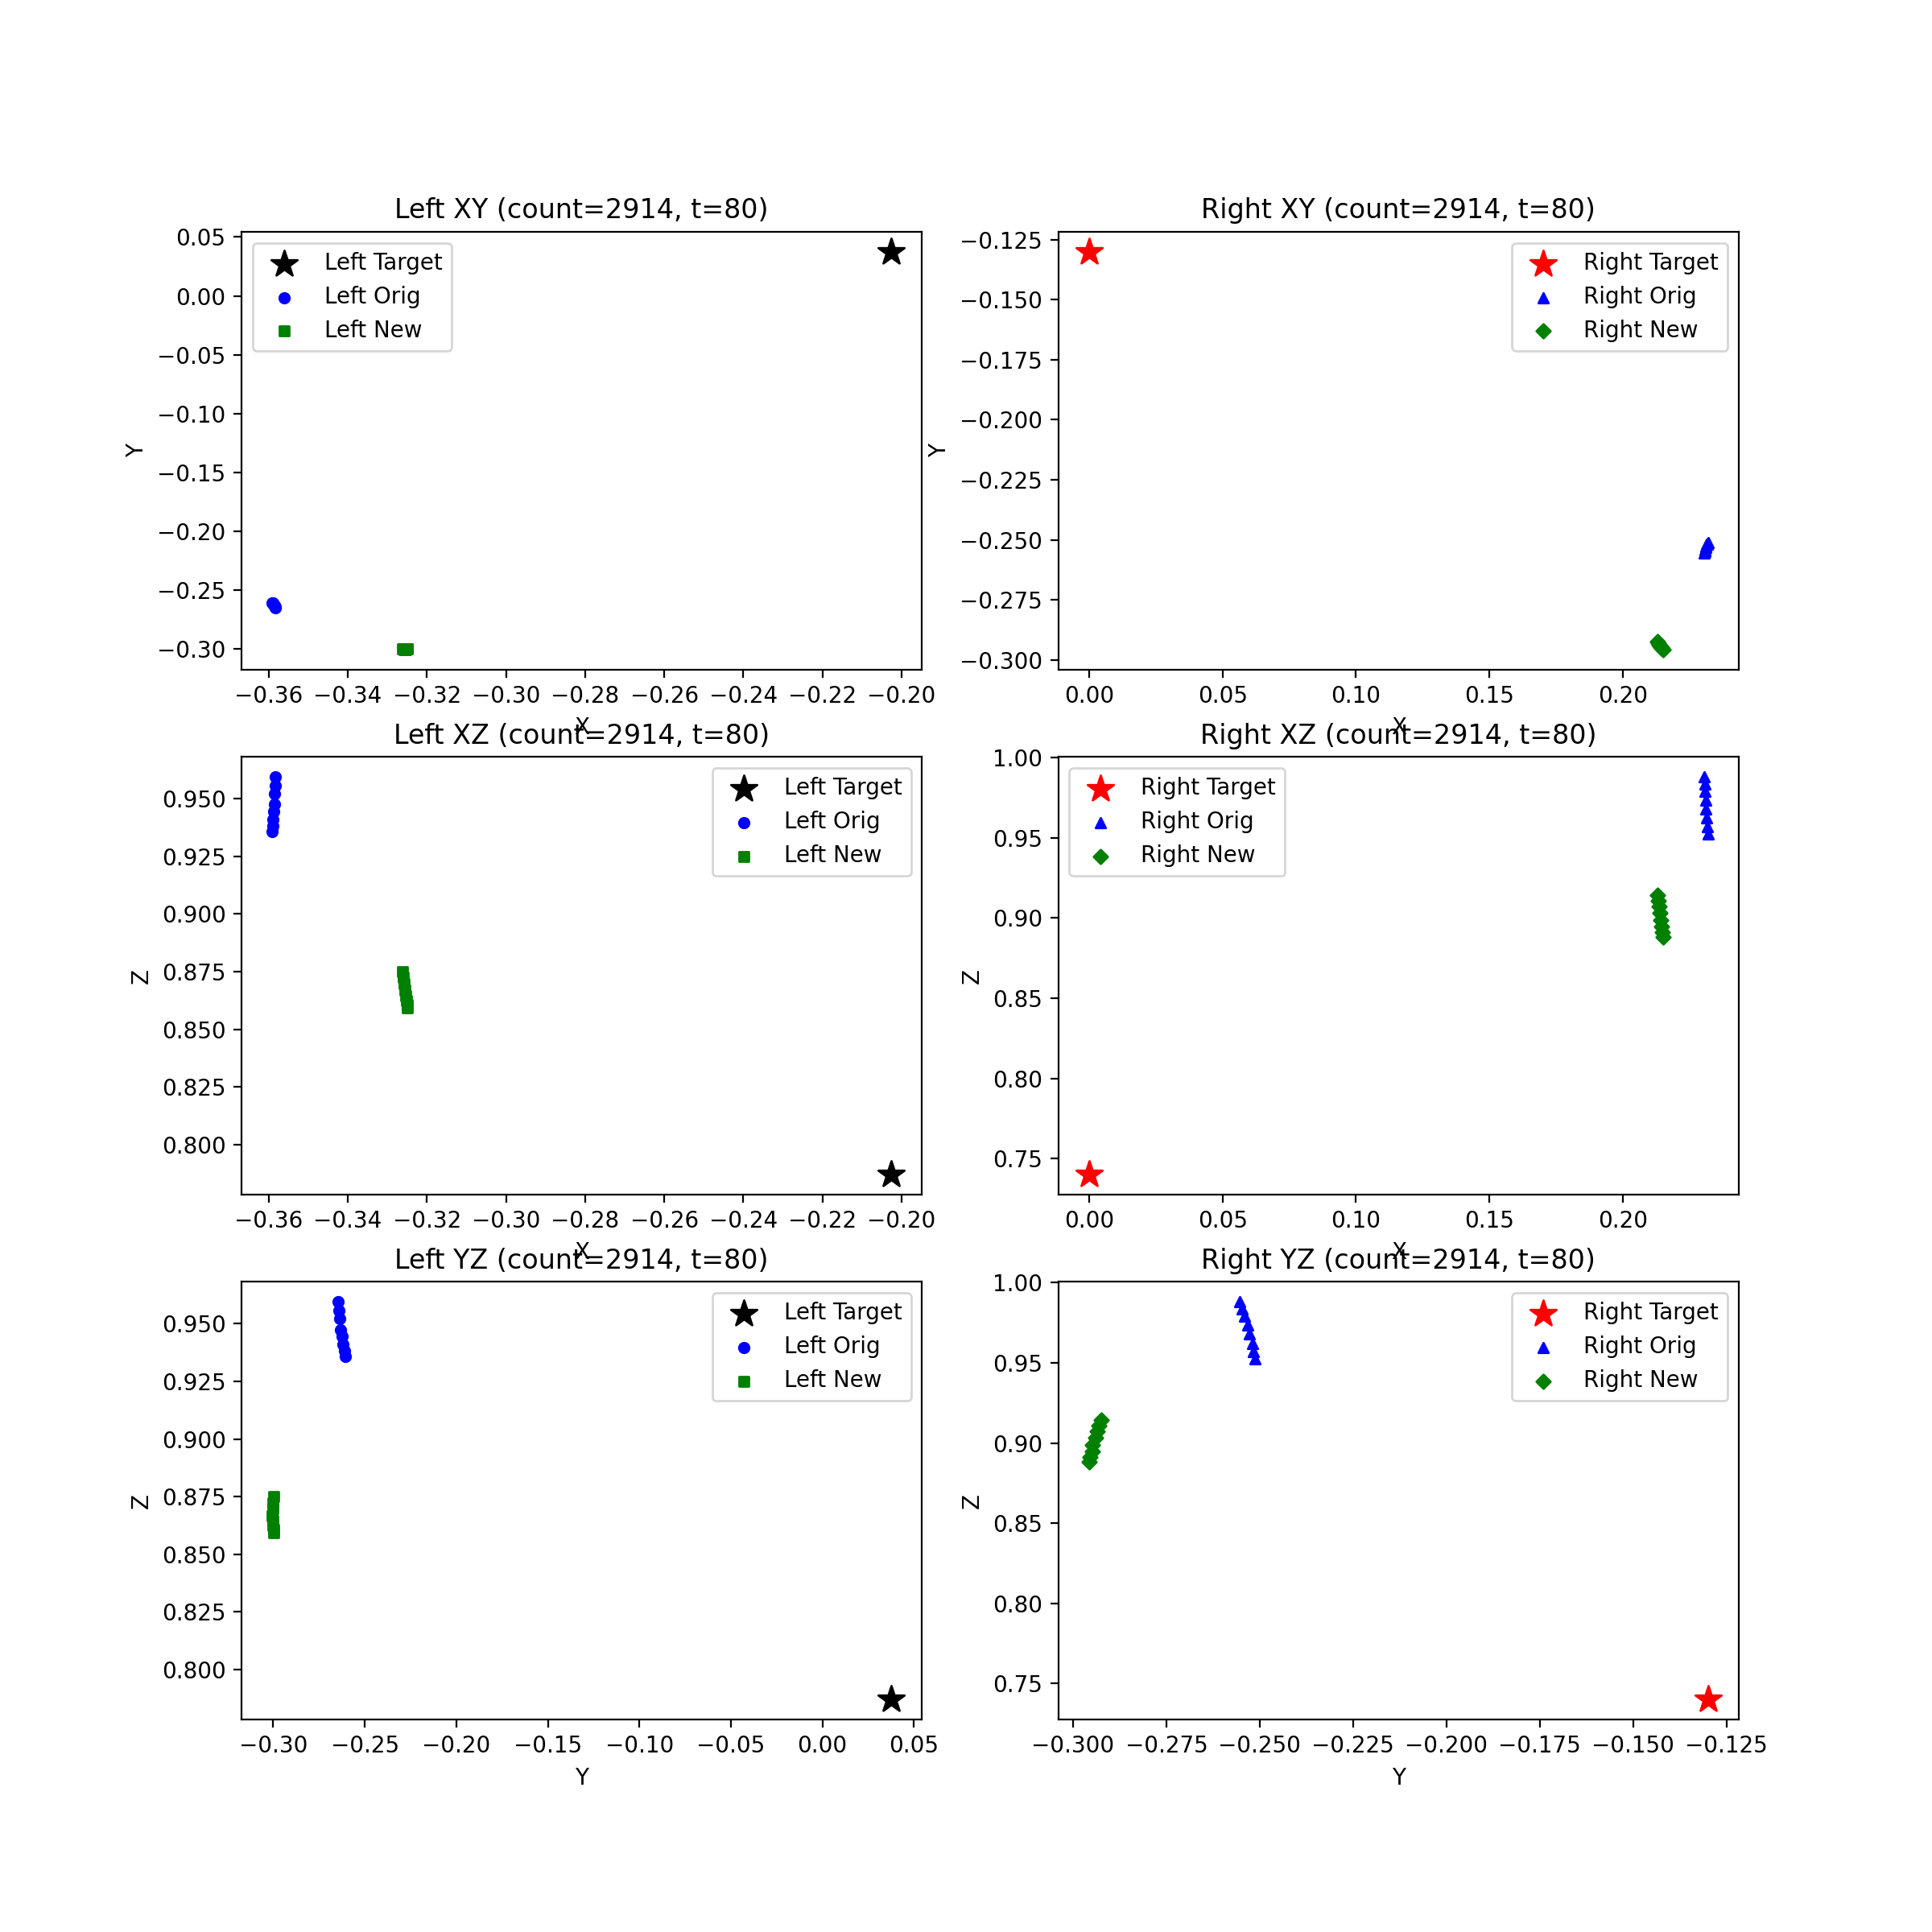 Left XY (count=2914, t=80)
0.05
0.00
−0.05
−0.10
−0.15
−0.20
−0.25
−0.30
Y
Left Target
Left Orig
Left New
−0.36 −0.34 −0.32 −0.30 −0.28 −0.26 −0.24 −0.22 −0.20
X
Right XY (count=2914, t=80)
−0.125
−0.150
−0.175
−0.200
−0.225
−0.250
−0.275
−0.300
Y
Right Target
Right Orig
Right New
0.00 0.05 0.10 0.15 0.20
X
Left XZ (count=2914, t=80)
0.950
0.925
0.900
0.875
0.850
0.825
0.800
Z
Left Target
Left Orig
Left New
−0.36 −0.34 −0.32 −0.30 −0.28 −0.26 −0.24 −0.22 −0.20
X
Right XZ (count=2914, t=80)
1.00
0.95
0.90
0.85
0.80
0.75
Z
Right Target
Right Orig
Right New
0.00 0.05 0.10 0.15 0.20
X
Left YZ (count=2914, t=80)
0.950
0.925
0.900
0.875
0.850
0.825
0.800
Z
Left Target
Left Orig
Left New
−0.30 −0.25 −0.20 −0.15 −0.10 −0.05 0.00 0.05
Y
Right YZ (count=2914, t=80)
1.00
0.95
0.90
0.85
0.80
0.75
Z
Right Target
Right Orig
Right New
−0.300 −0.275 −0.250 −0.225 −0.200 −0.175 −0.150 −0.125
Y